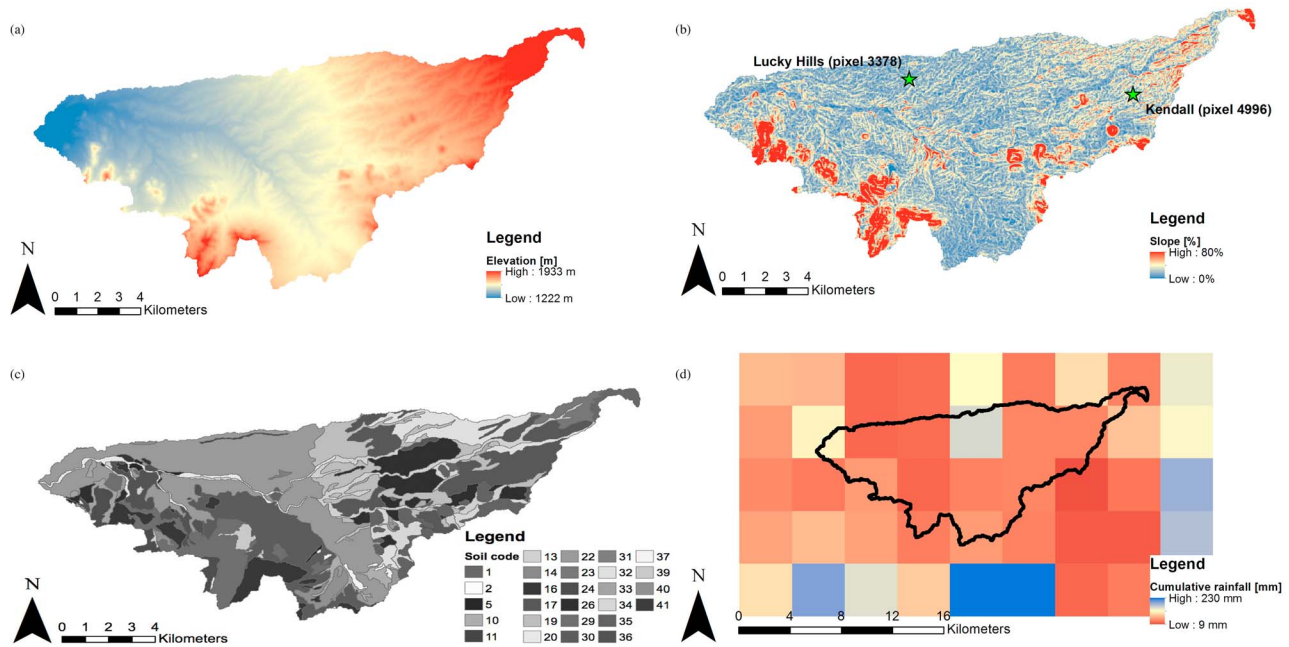 (a)
N
0 1 2 3 4
Kilometers
Legend
Elevation [m]
High : 1933 m
Low : 1222 m
(b)
Lucky Hills (pixel 3378)
Kendall (pixel 4996)
N
0 1 2 3 4
Kilometers
Legend
Slope [%]
High : 80%
Low : 0%
(c)
N
0 1 2 3 4
Kilometers
Legend
Soil code 13 22 31 37
1 14 23 32 39
2 16 24 33 40
5 17 26 34 41
10 19 29 35
11 20 30 36
(d)
N
0 4 8 12 16
Kilometers
Legend
Cumulative rainfall [mm]
High : 230 mm
Low : 9 mm